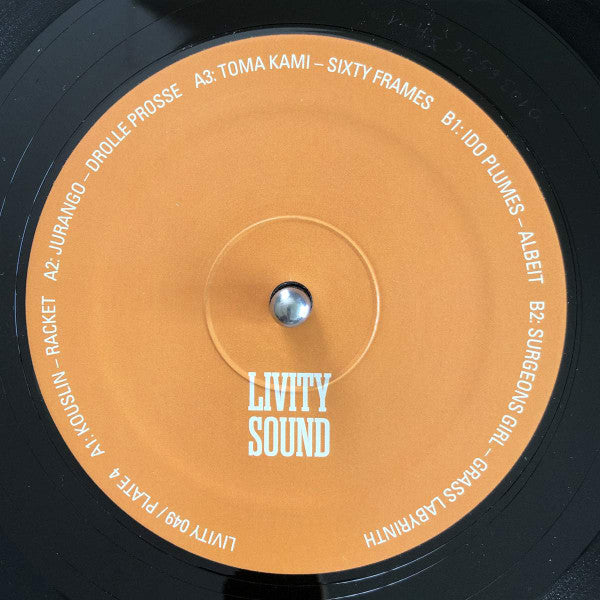 LIVITY 049 / PLATE 4 A1: KOUSLIN – RACKET A2: JURANGO – DROLLE PROSSE A3: TOMA KAMI – SIXTY FRAMES B1: IDO PLUMES – ALBEIT B2: SURGEONS GIRL – GRASS LABYRINTH
LIVITY
SOUND